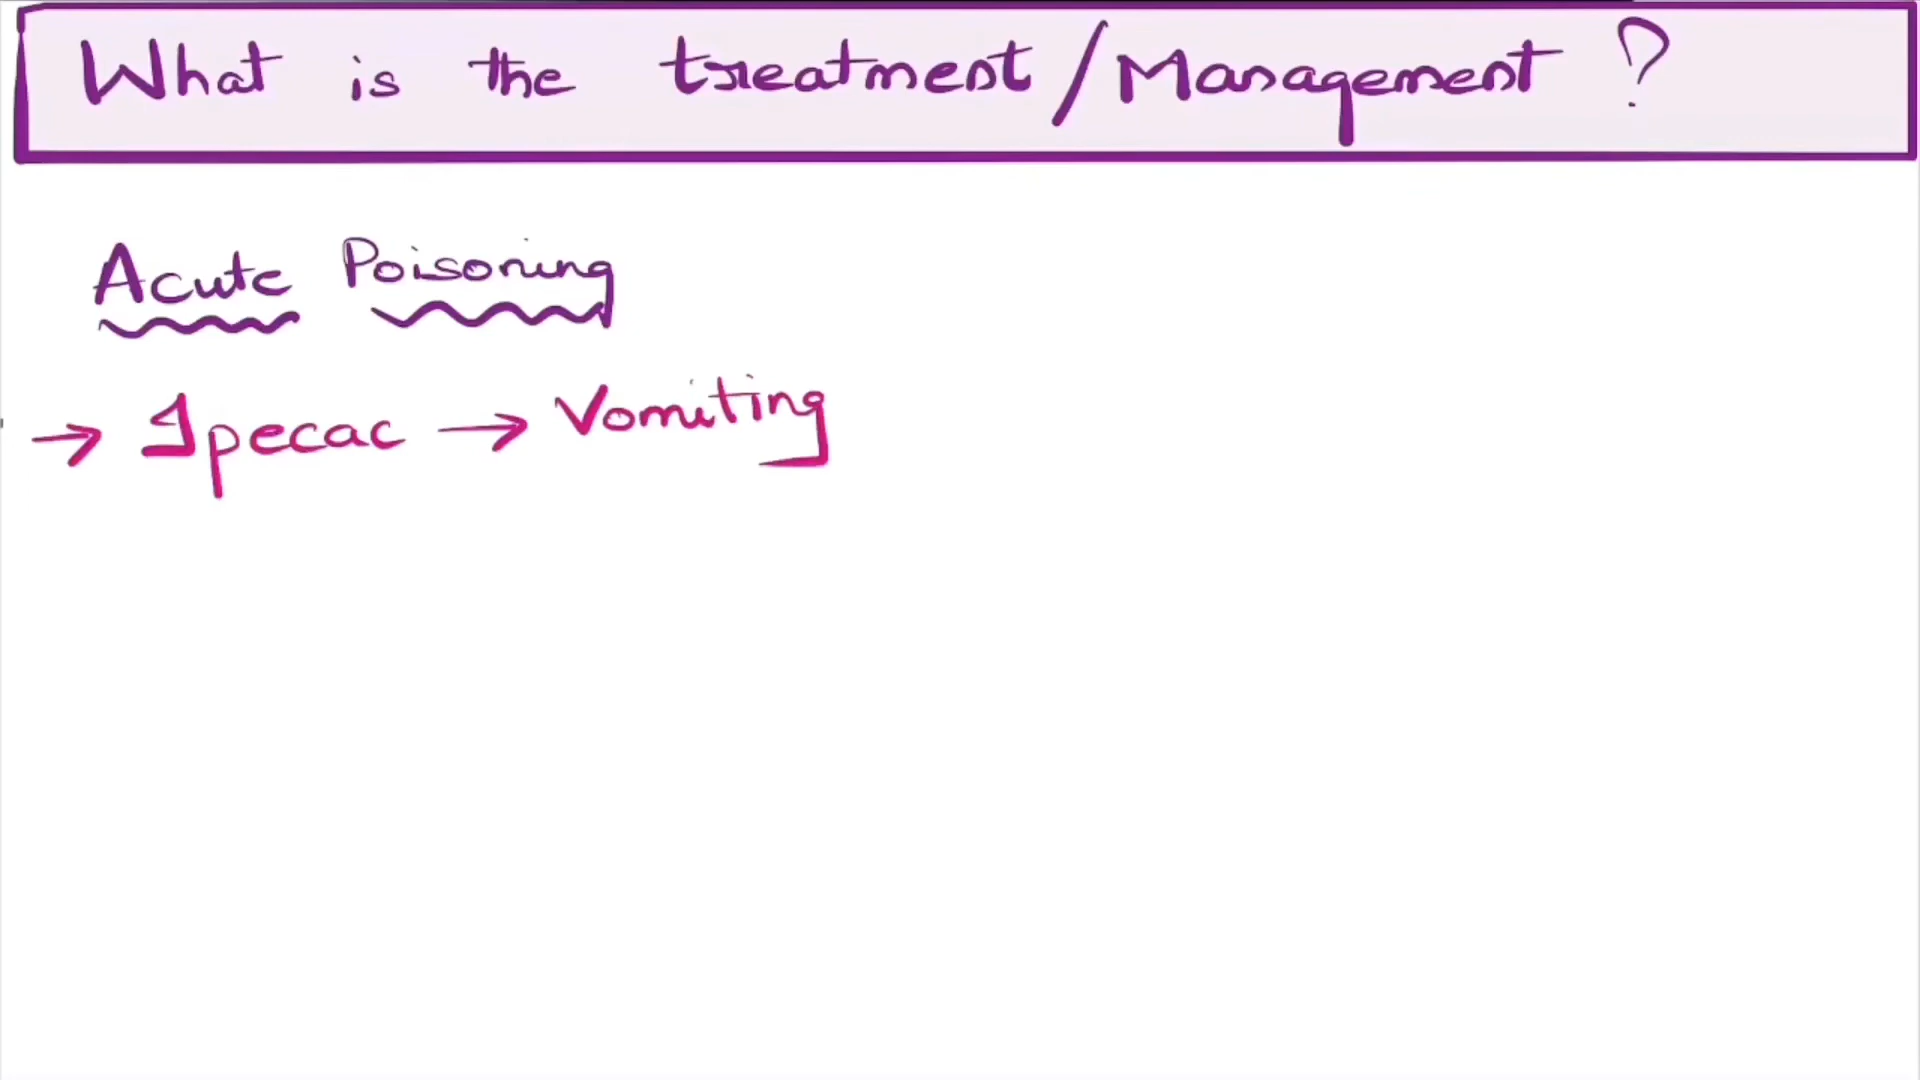 What is the treatment/Management ?
Acute Poisoning
→ Ipecac → Vomiting